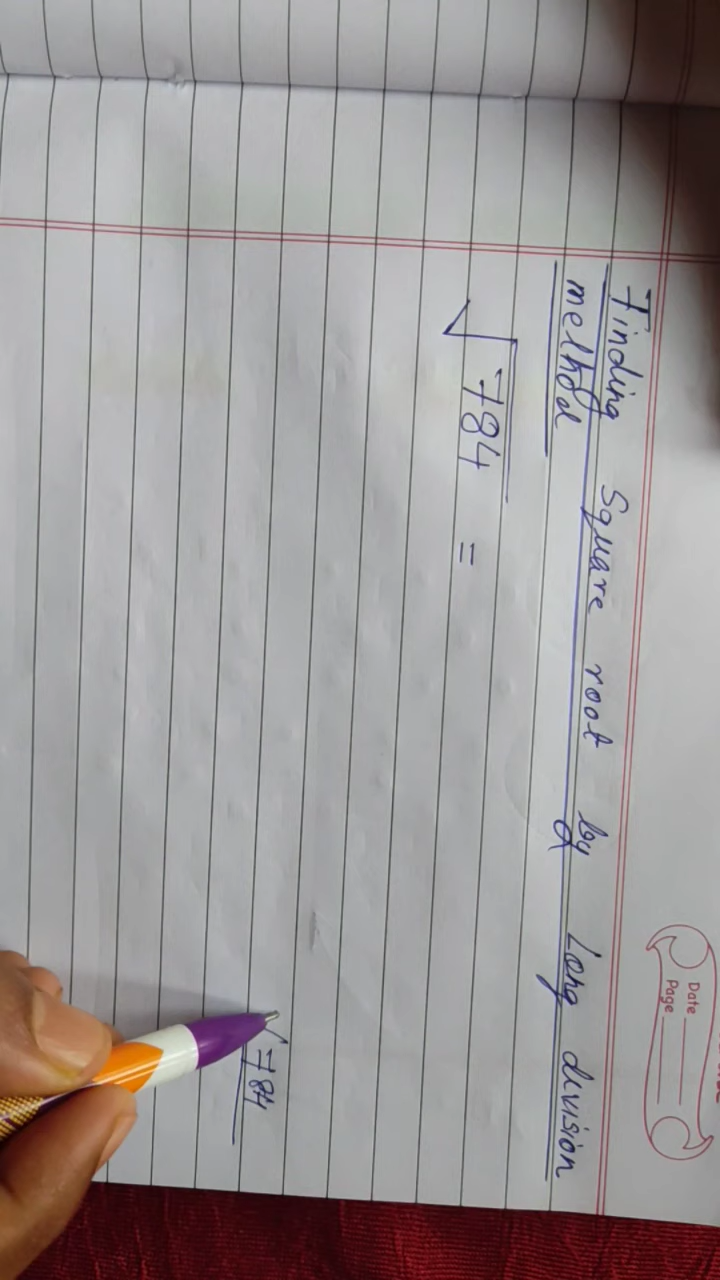 Date
Page
Finding Square root by Long division
method
√784 =
784